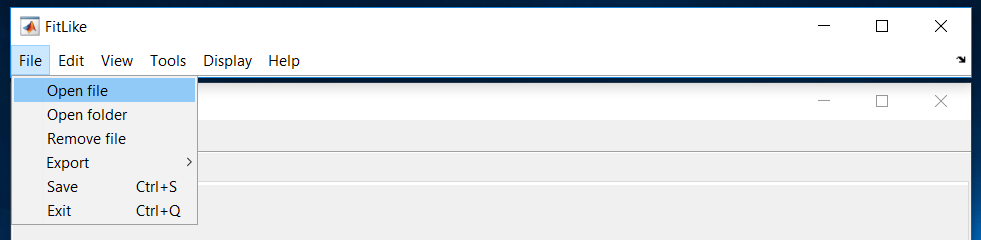 FitLike
File Edit View Tools Display Help
Open file
Open folder
Remove file
Export
Save Ctrl+S
Exit Ctrl+Q